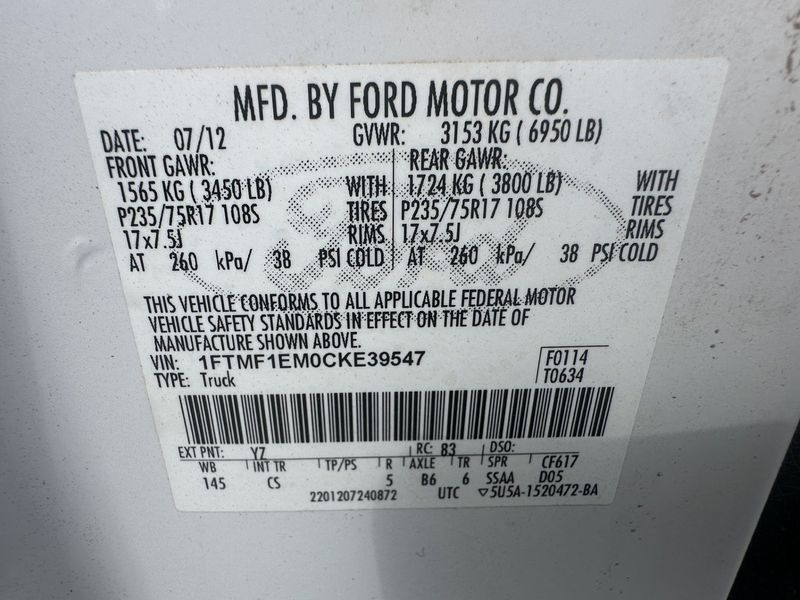 MFD. BY FORD MOTOR CO.
DATE: 07/12 GVWR: 3153 KG ( 6950 LB)
FRONT GAWR: REAR GAWR:
1565 KG ( 3450 LB) WITH 1724 KG ( 3800 LB) WITH
P235/75R17 108S TIRES P235/75R17 108S TIRES
17x7.5J RIMS 17x7.5J RIMS
AT 260 kPa/ 38 PSI COLD AT 260 kPa/ 38 PSI COLD
THIS VEHICLE CONFORMS TO ALL APPLICABLE FEDERAL MOTOR
VEHICLE SAFETY STANDARDS IN EFFECT ON THE DATE OF
MANUFACTURE SHOWN ABOVE.
VIN: 1FTMF1EM0CKE39547 F0114
TYPE: Truck T0634
EXT PNT: YZ RC: 83 DSO:
WB INT TR TP/PS R AXLE TR SPR CF617
145 CS 5 B6 6 SSAA D05
2201207240872 UTC ▽5U5A-1520472-BA